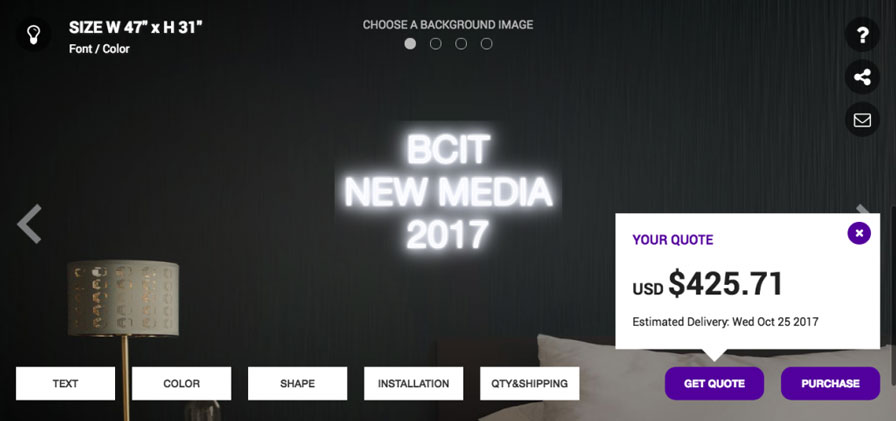 SIZE W 47" x H 31"
Font / Color
CHOOSE A BACKGROUND IMAGE
?
BCIT
NEW MEDIA
2017
YOUR QUOTE
USD $425.71
Estimated Delivery: Wed Oct 25 2017
TEXT
COLOR
SHAPE
INSTALLATION
QTY&SHIPPING
GET QUOTE
PURCHASE